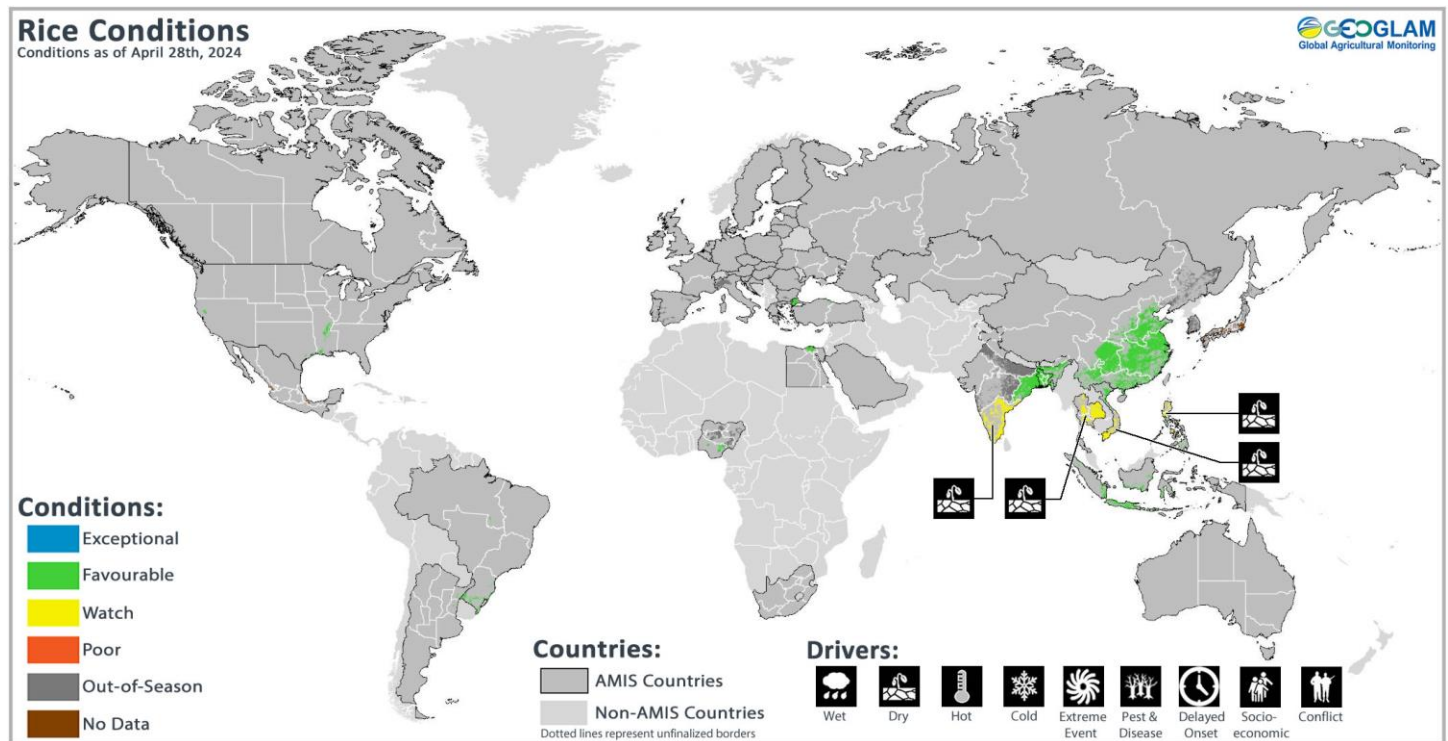 Rice Conditions
Conditions as of April 28th, 2024
GEOGLAM
Global Agricultural Monitoring
Conditions:
Exceptional
Favourable
Watch
Poor
Out-of-Season
No Data
Countries:
AMIS Countries
Non-AMIS Countries
Dotted lines represent unfinalized borders
Drivers:
Wet
Dry
Hot
Cold
Extreme
Event
Pest &
Disease
Delayed
Onset
Socio-
economic
Conflict